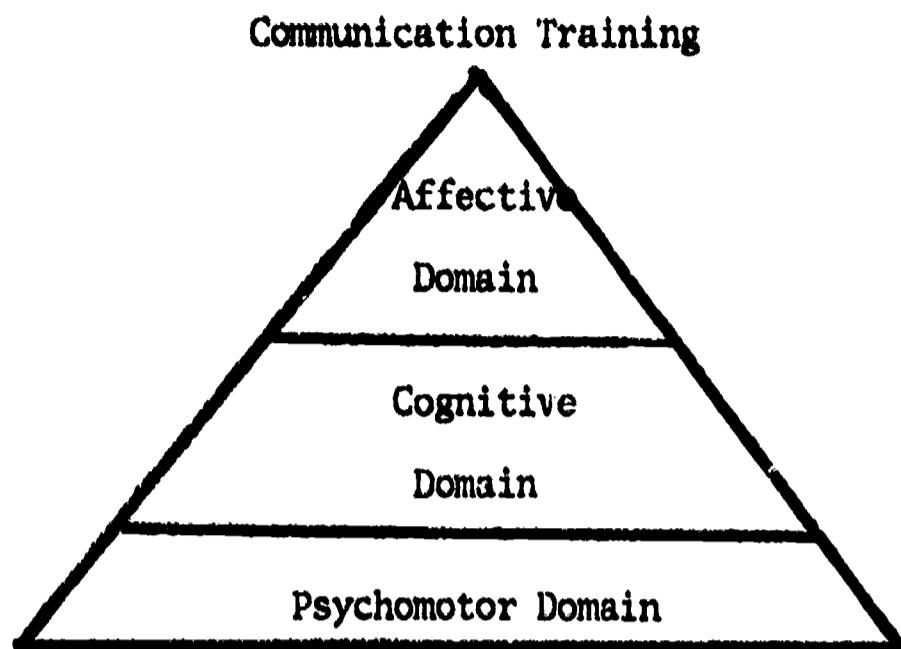 Communication Training
Affective
Domain
Cognitive
Domain
Psychomotor Domain